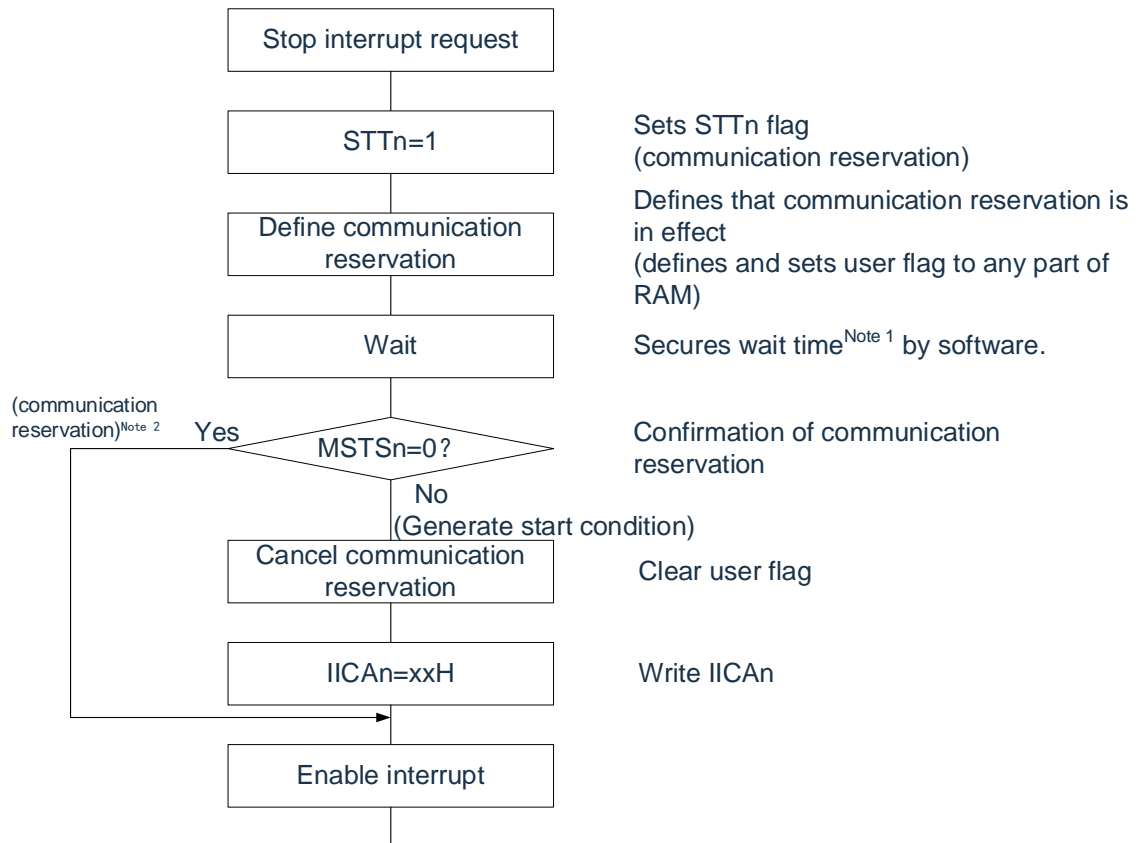 Stop interrupt request
STTn=1
Sets STTn flag
(communication reservation)
Define communication
reservation
Defines that communication reservation is
in effect
(defines and sets user flag to any part of
RAM)
Wait
Secures wait timeNote 1 by software.
(communication
reservation)Note 2
Yes
MSTSn=0?
Confirmation of communication
reservation
No
(Generate start condition)
Cancel communication
reservation
Clear user flag
IICAn=xxH
Write IICAn
Enable interrupt